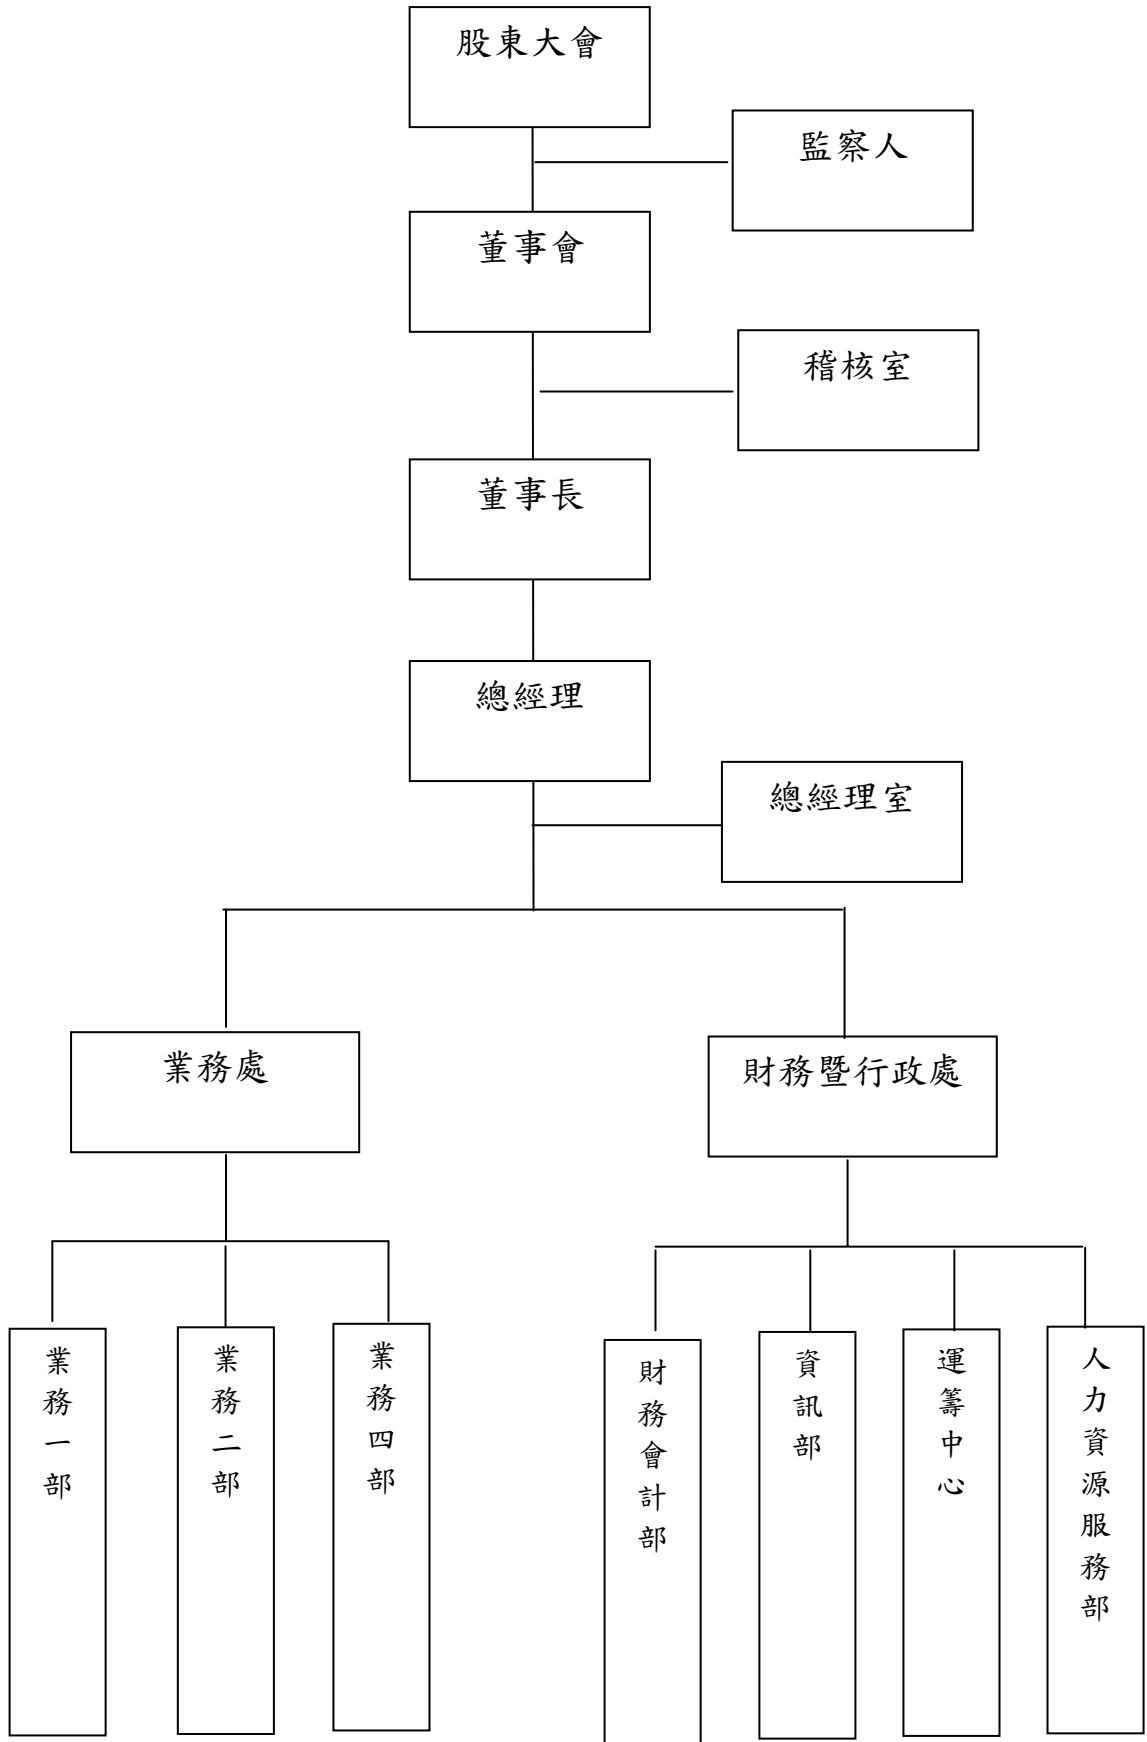 股東大會
監察人
董事會
稽核室
董事長
總經理
總經理室
業務處
財務暨行政處
業務一部
業務二部
業務四部
財務會計部
資訊部
運籌中心
人力資源服務部